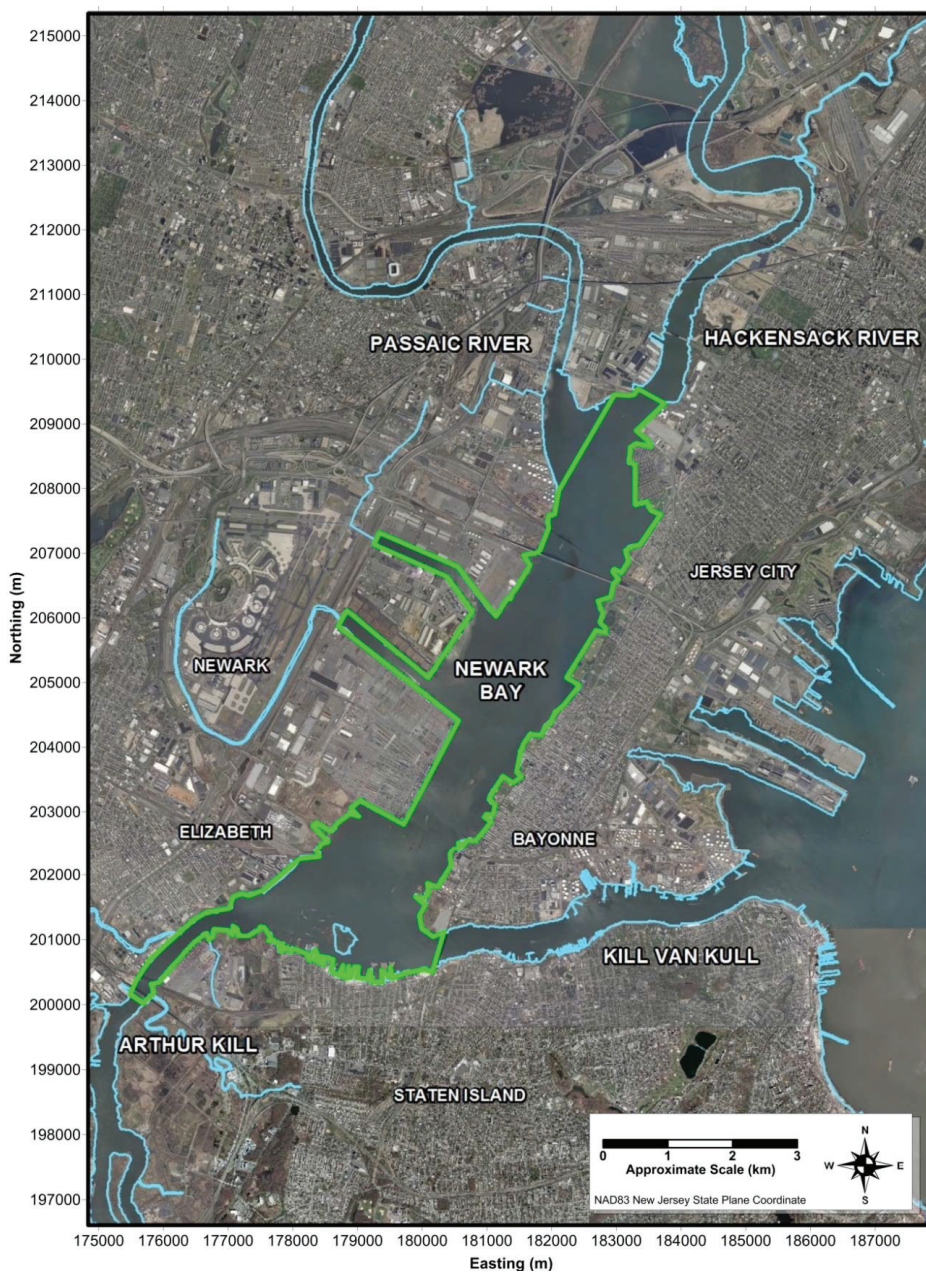 215000
214000
213000
212000
211000
210000
209000
208000
207000
206000
205000
204000
203000
202000
201000
200000
199000
198000
197000
Northing (m)
PASSAIC RIVER
HACKENSACK RIVER
JERSEY CITY
NEWARK
NEWARK
BAY
ELIZABETH
BAYONNE
KILL VAN KULL
ARTHUR KILL
STATEN ISLAND
0 1 2 3
Approximate Scale (km)
NAD83 New Jersey State Plane Coordinate
N
W E
S
175000 176000 177000 178000 179000 180000 181000 182000 183000 184000 185000 186000 187000
Easting (m)